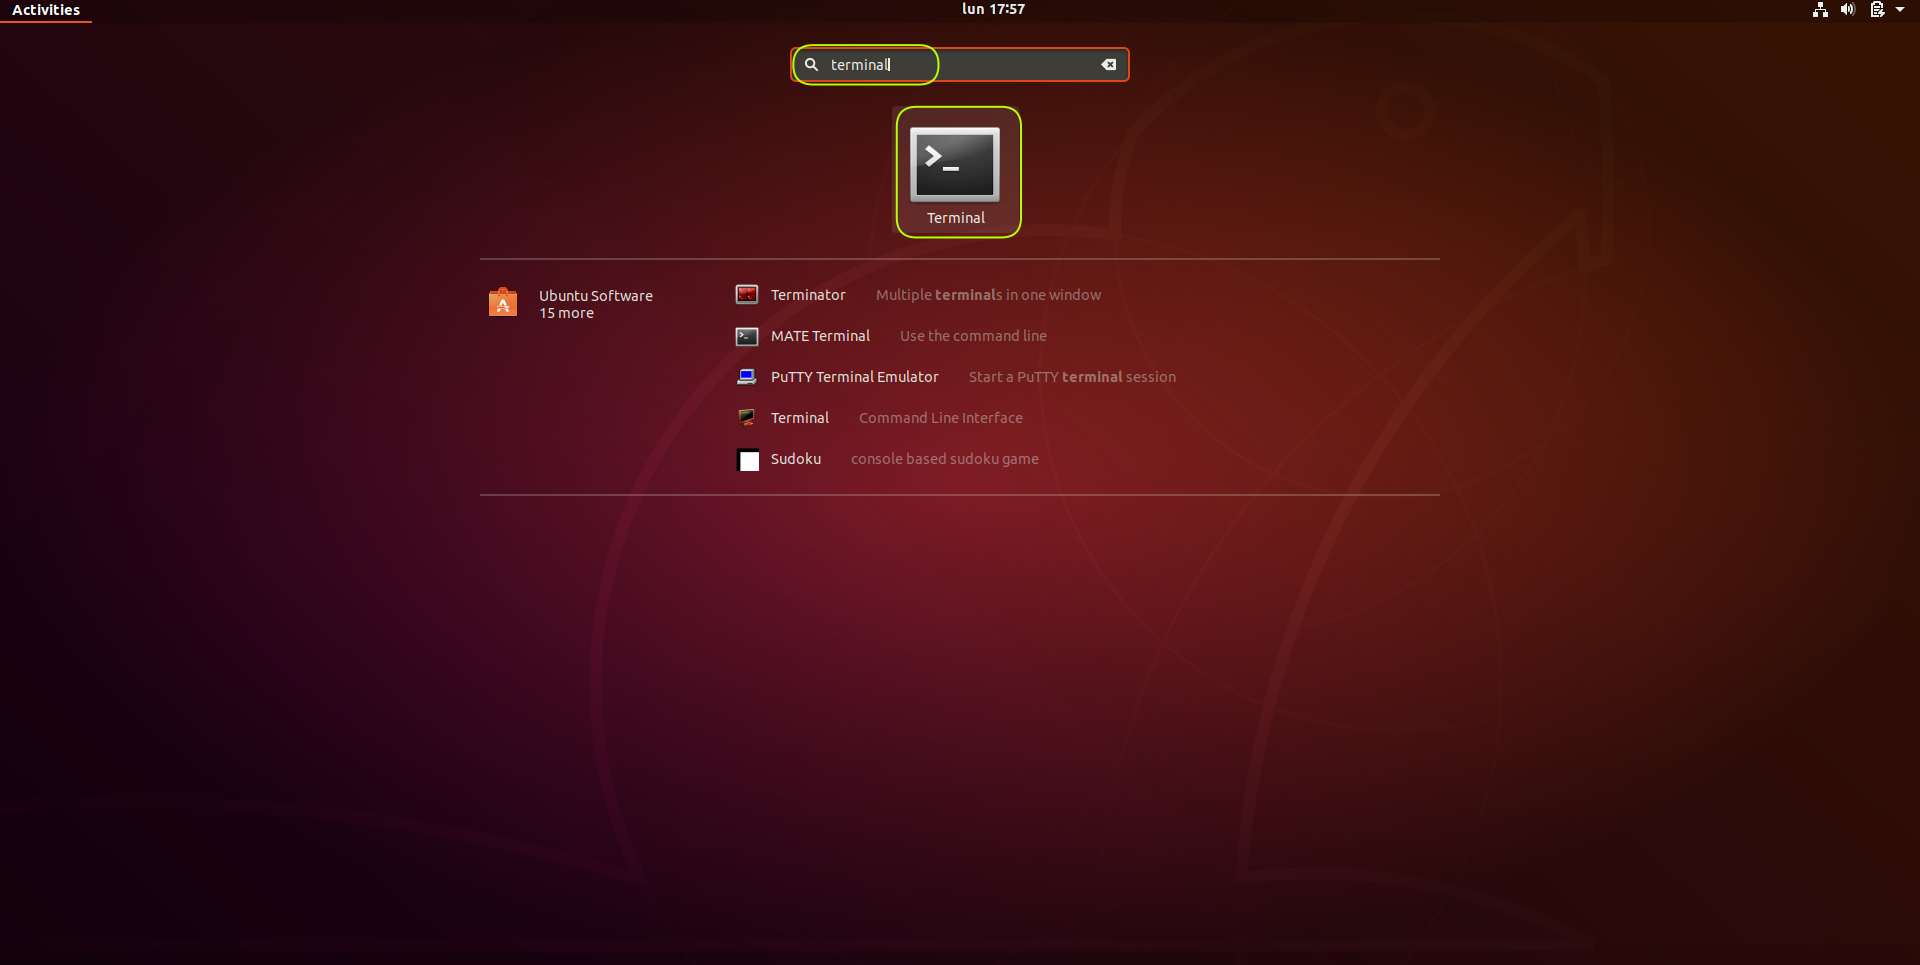 Activities
lun 17:57
terminal
Terminal
Ubuntu Software
15 more
Terminator Multiple terminals in one window
MATE Terminal Use the command line
PuTTY Terminal Emulator Start a PuTTY terminal session
Terminal Command Line Interface
Sudoku console based sudoku game